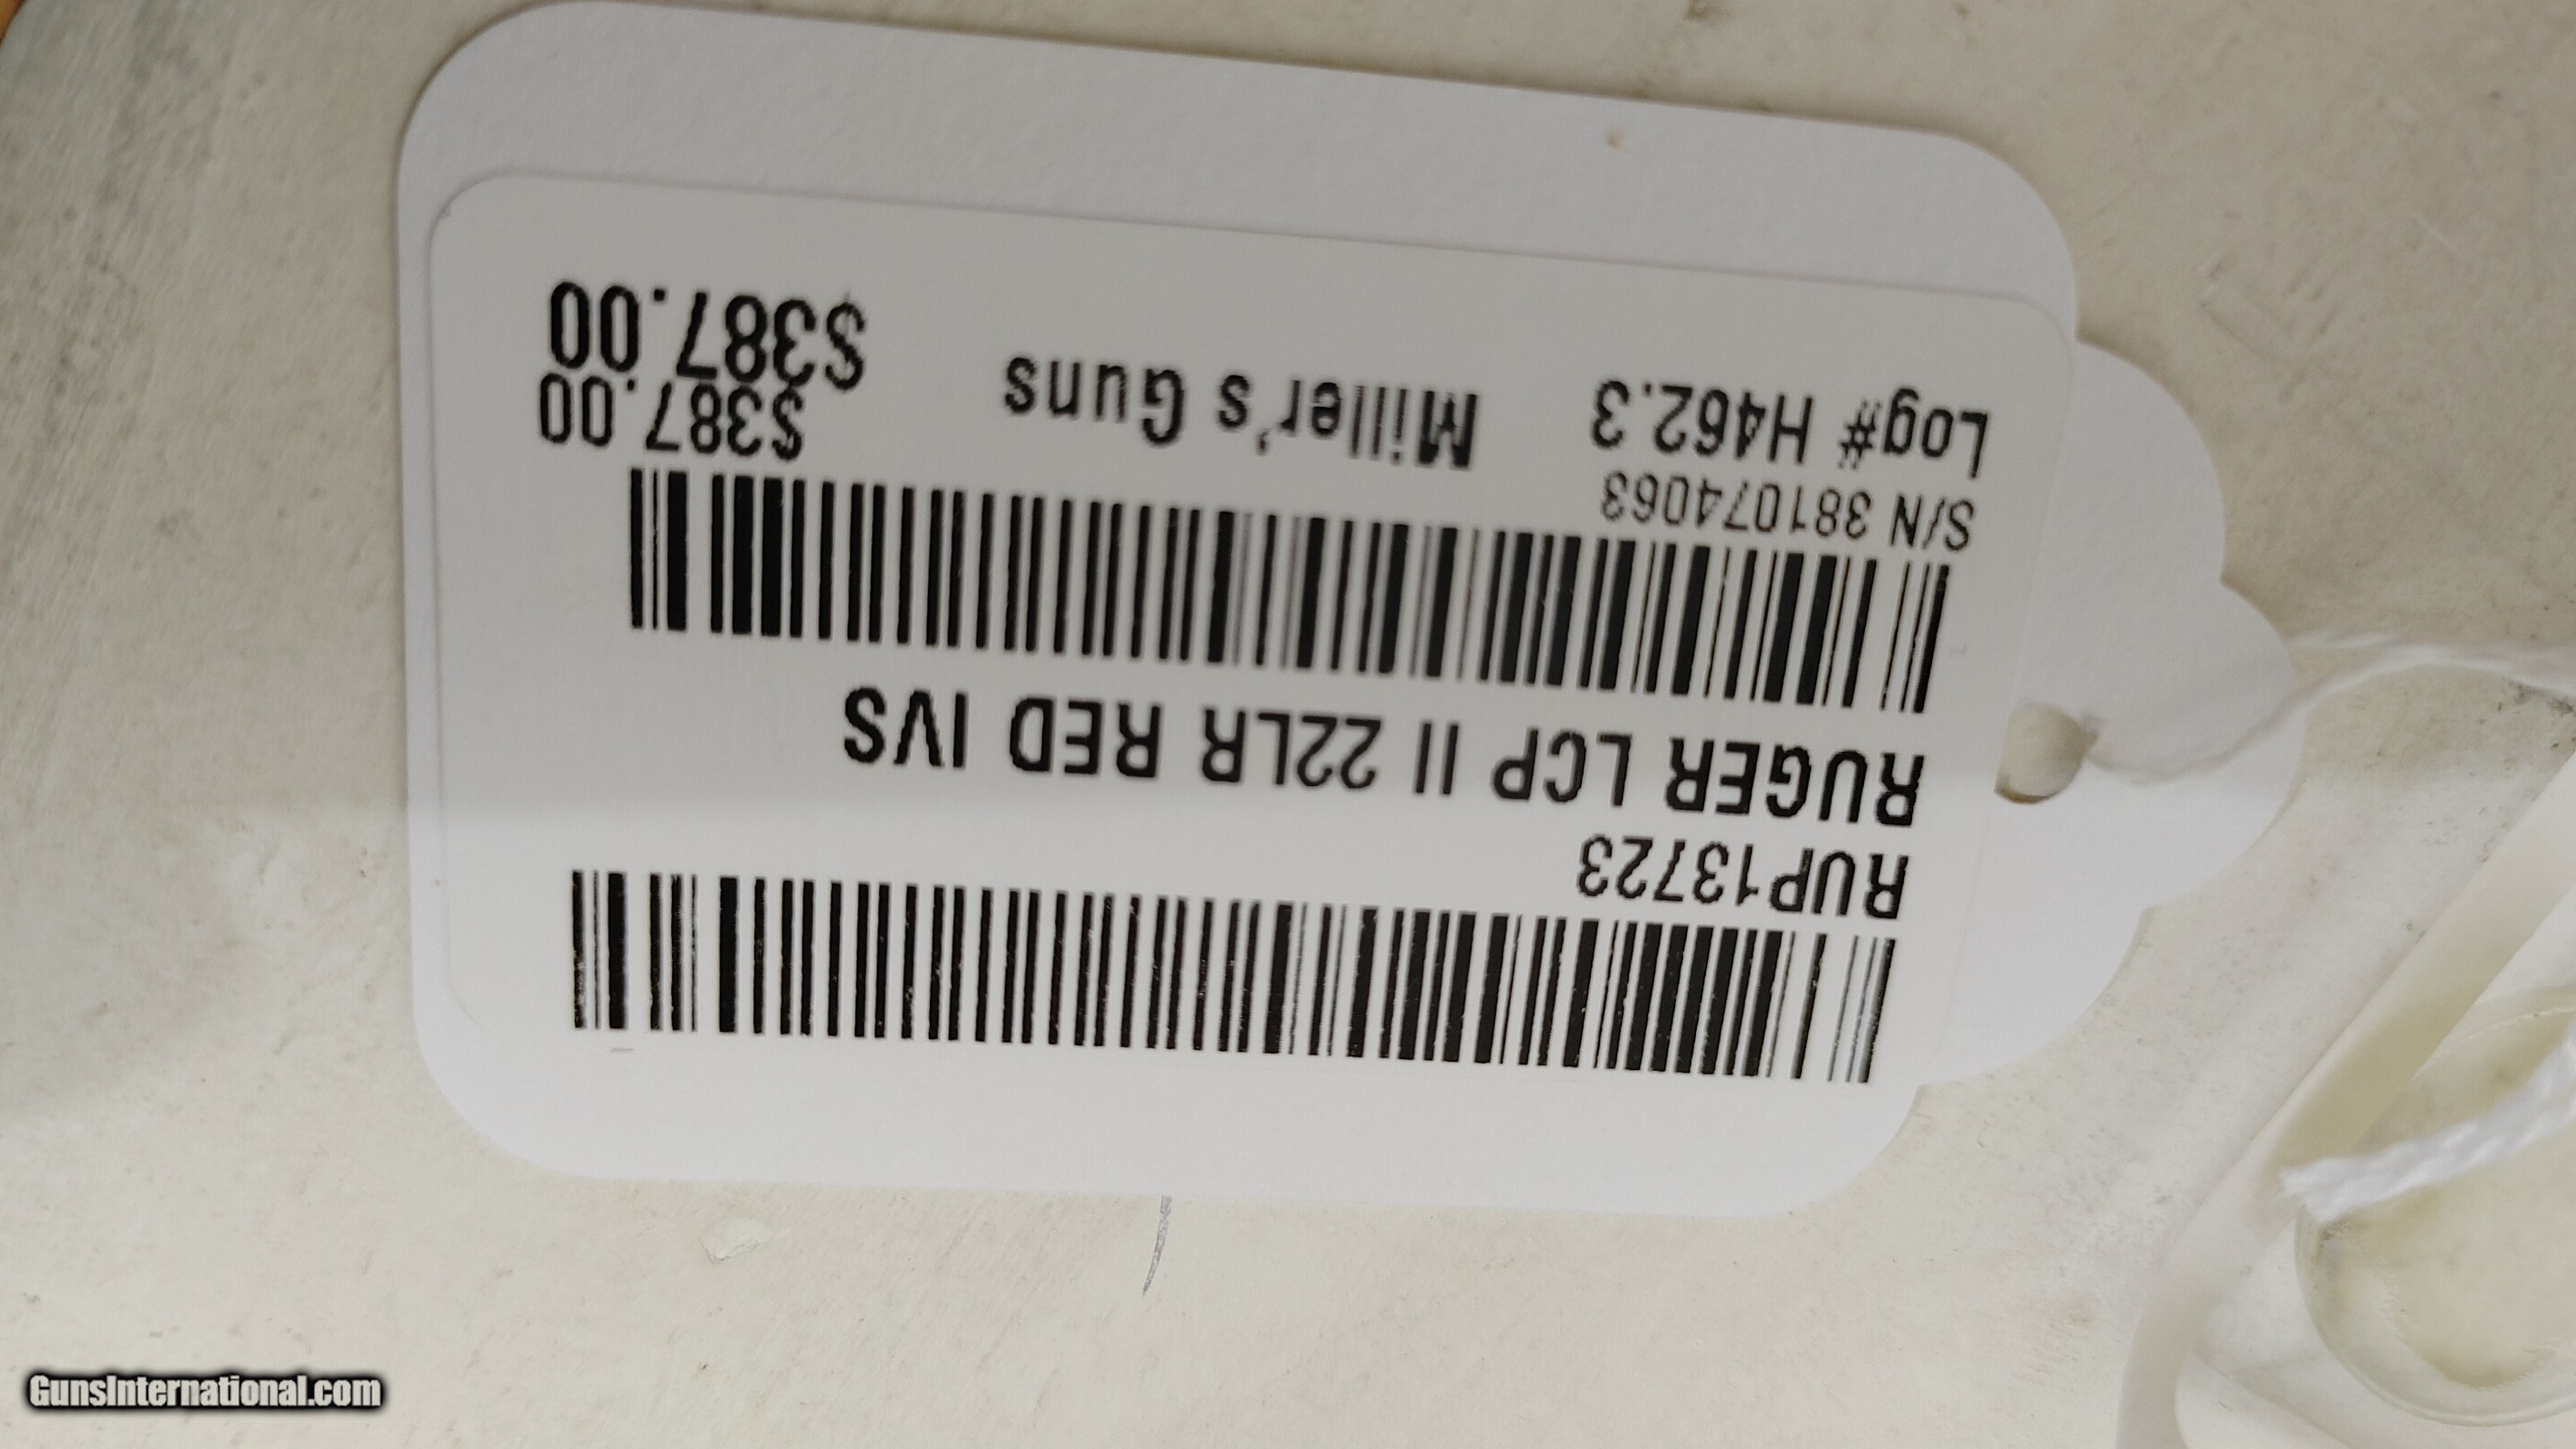 RUP13723
RUGER LCP II 22LR RED IVS
S/N 381074063
$387.00
Log# H462.3 Miller's Guns $387.00
GunsInternational.com